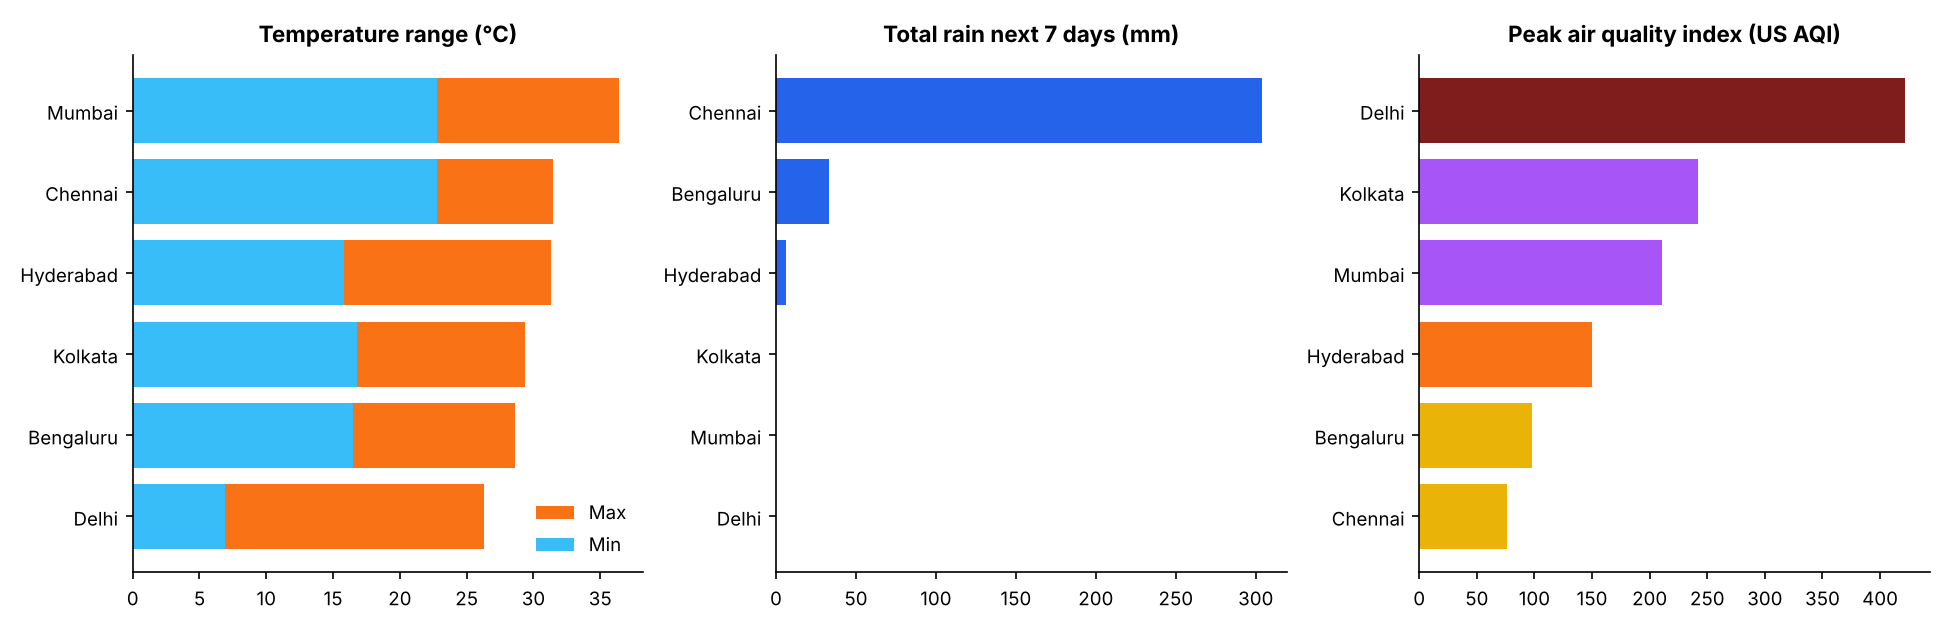 Temperature range (°C)
Mumbai
Chennai
Hyderabad
Kolkata
Bengaluru
Delhi
Max
Min
0 5 10 15 20 25 30 35
Total rain next 7 days (mm)
Chennai
Bengaluru
Hyderabad
Kolkata
Mumbai
Delhi
0 50 100 150 200 250 300
Peak air quality index (US AQI)
Delhi
Kolkata
Mumbai
Hyderabad
Bengaluru
Chennai
0 50 100 150 200 250 300 350 400